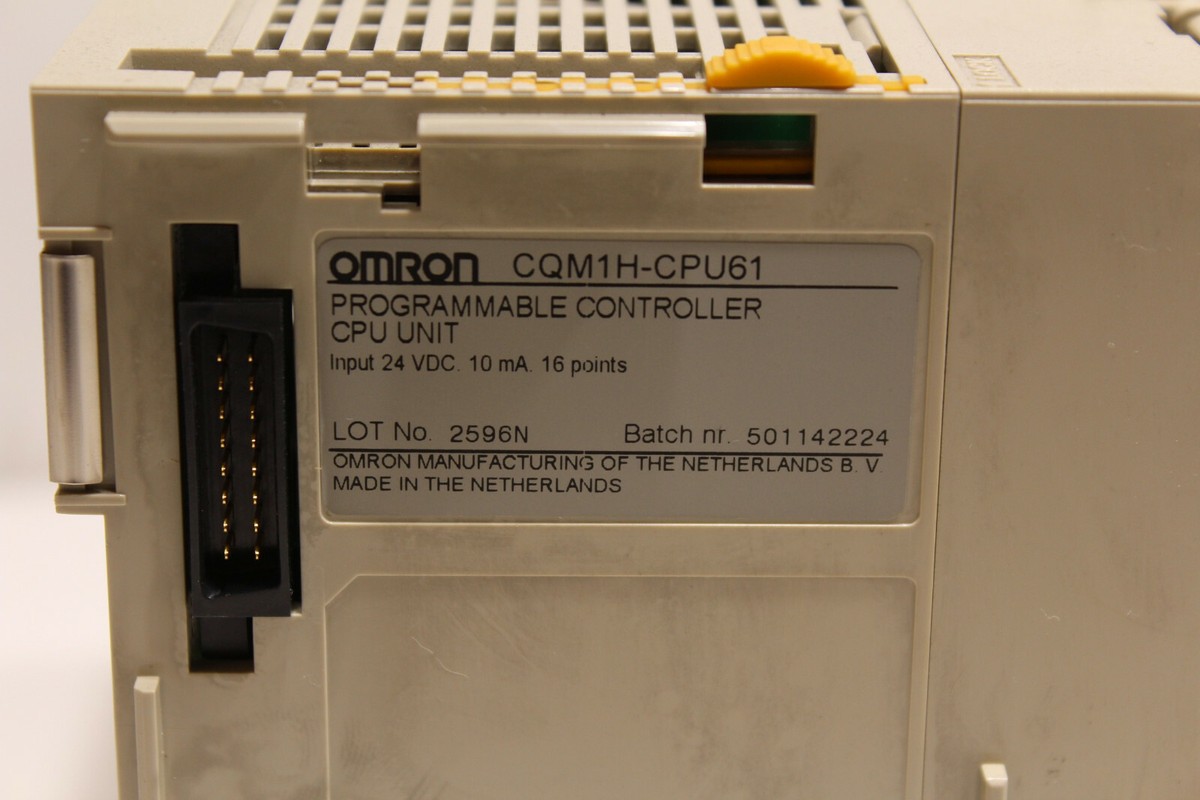 OMRON CQM1H-CPU61
PROGRAMMABLE CONTROLLER
CPU UNIT
Input 24 VDC. 10 mA. 16 points
LOT No. 2596N Batch nr. 501142224
OMRON MANUFACTURING OF THE NETHERLANDS B. V
MADE IN THE NETHERLANDS